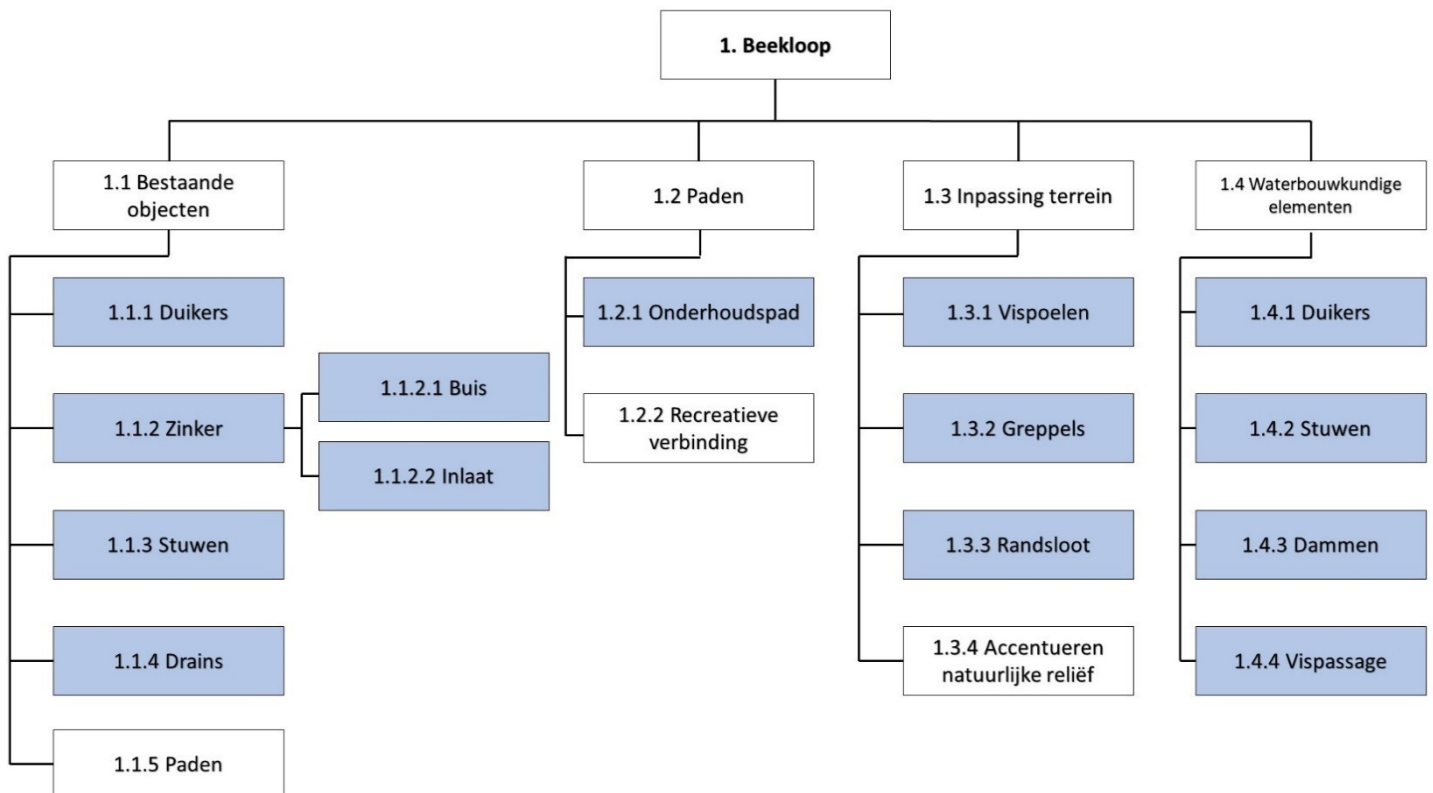 1. Beekloop
1.1 Bestaande
objecten
1.2 Paden
1.3 Inpassing terrein
1.4 Waterbouwkundige
elementen
1.1.1 Duikers
1.1.2 Zinker
1.1.2.1 Buis
1.1.2.2 Inlaat
1.1.3 Stuwen
1.1.4 Drains
1.1.5 Paden
1.2.1 Onderhoudspad
1.2.2 Recreatieve
verbinding
1.3.1 Vispoelen
1.3.2 Greppels
1.3.3 Randsloot
1.3.4 Accentueren
natuurlijke reliëf
1.4.1 Duikers
1.4.2 Stuwen
1.4.3 Dammen
1.4.4 Vispassage